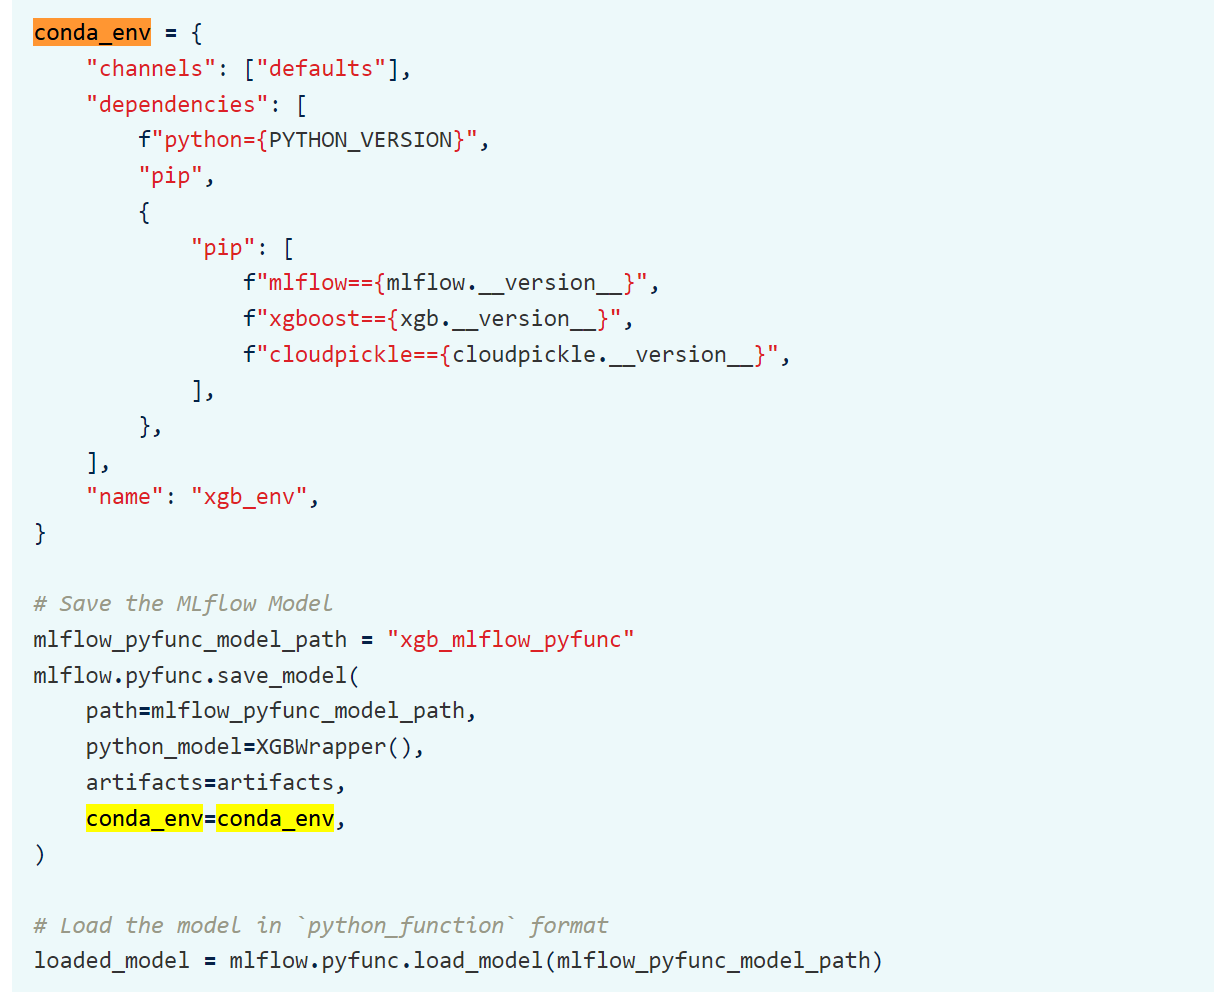 conda_env = {
    "channels": ["defaults"],
    "dependencies": [
        f"python={PYTHON_VERSION}",
        "pip",
        {
            "pip": [
                f"mlflow=={mlflow.__version__}",
                f"xgboost=={xgb.__version__}",
                f"cloudpickle=={cloudpickle.__version__}",
            ],
        },
    ],
    "name": "xgb_env",
}
# Save the MLflow Model
mlflow_pyfunc_model_path = "xgb_mlflow_pyfunc"
mlflow.pyfunc.save_model(
    path=mlflow_pyfunc_model_path,
    python_model=XGBWrapper(),
    artifacts=artifacts,
    conda_env=conda_env,
)
# Load the model in `python_function` format
loaded_model = mlflow.pyfunc.load_model(mlflow_pyfunc_model_path)